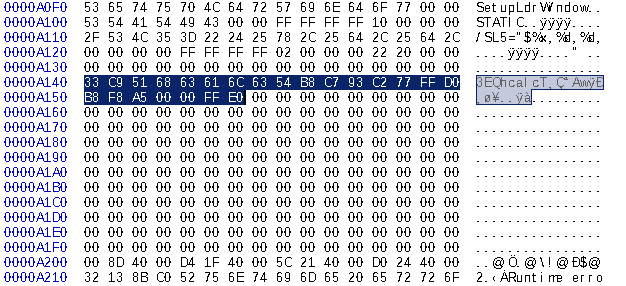 0000A0F0 53 65 74 75 70 4C 64 72 57 69 6E 64 6F 77 00 00 SetupLdrWindow..
0000A100 53 54 41 54 49 43 00 00 FF FF FF FF 10 00 00 00 STATIC..ÿÿÿÿ....
0000A110 2F 53 4C 35 3D 22 24 25 78 2C 25 64 2C 25 64 2C /SL5="$%x,%d,%d,
0000A120 00 00 00 00 FF FF FF FF 02 00 00 00 22 20 00 00 ....ÿÿÿÿ...." ..
0000A130 00 00 00 00 00 00 00 00 00 00 00 00 00 00 00 00 ................
0000A140 33 C9 51 68 63 61 6C 63 54 B8 C7 93 C2 77 FF D0 3ÉQhcalcT¸Ç“ÂwÿÐ
0000A150 B8 F8 A5 00 00 FF E0 00 00 00 00 00 00 00 00 00 ¸ø¥..ÿà.........
0000A160 00 00 00 00 00 00 00 00 00 00 00 00 00 00 00 00 ................
0000A170 00 00 00 00 00 00 00 00 00 00 00 00 00 00 00 00 ................
0000A180 00 00 00 00 00 00 00 00 00 00 00 00 00 00 00 00 ................
0000A190 00 00 00 00 00 00 00 00 00 00 00 00 00 00 00 00 ................
0000A1A0 00 00 00 00 00 00 00 00 00 00 00 00 00 00 00 00 ................
0000A1B0 00 00 00 00 00 00 00 00 00 00 00 00 00 00 00 00 ................
0000A1C0 00 00 00 00 00 00 00 00 00 00 00 00 00 00 00 00 ................
0000A1D0 00 00 00 00 00 00 00 00 00 00 00 00 00 00 00 00 ................
0000A1E0 00 00 00 00 00 00 00 00 00 00 00 00 00 00 00 00 ................
0000A1F0 00 00 00 00 00 00 00 00 00 00 00 00 00 00 00 00 ................
0000A200 00 8D 40 00 D4 1F 40 00 5C 21 40 00 D0 24 40 00 ..@.Ô.@.\!@.Ð$@.
0000A210 32 13 8B C0 52 75 6E 74 69 6D 65 20 65 72 72 6F 2.‹ÀRuntime erro